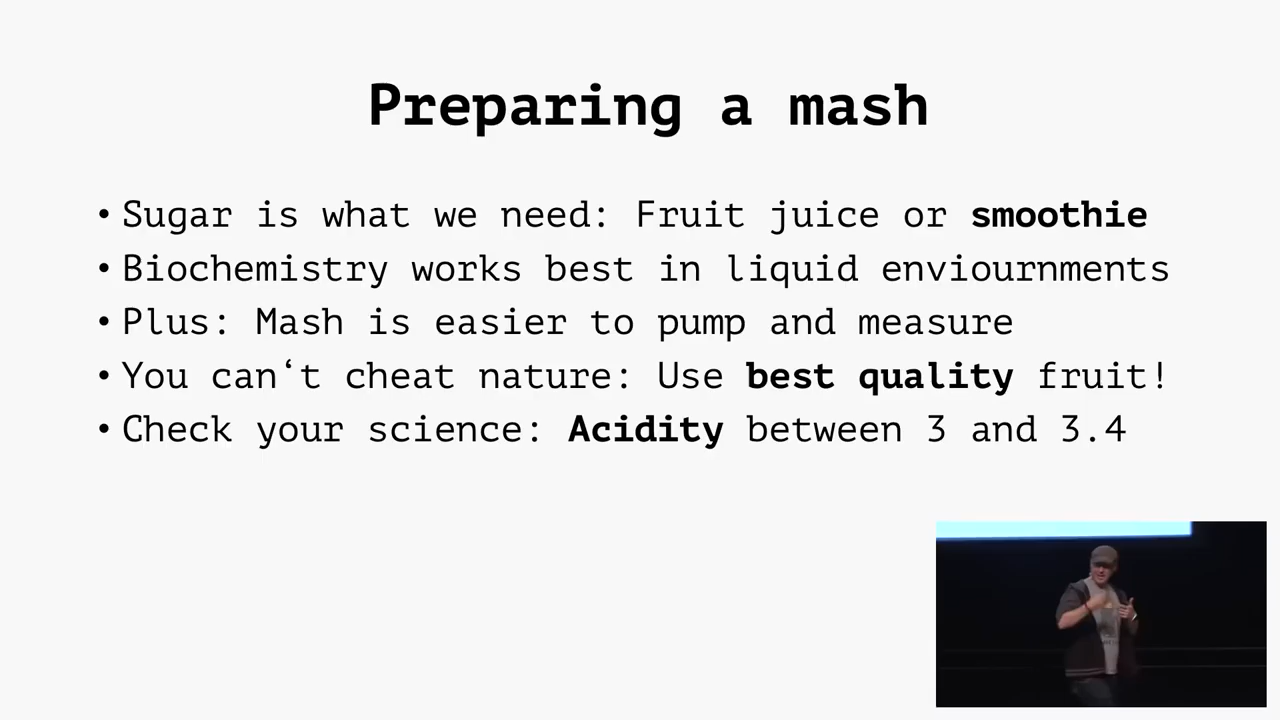 Preparing a mash
• Sugar is what we need: Fruit juice or smoothie
• Biochemistry works best in liquid enviournments
• Plus: Mash is easier to pump and measure
• You can‘t cheat nature: Use best quality fruit!
• Check your science: Acidity between 3 and 3.4